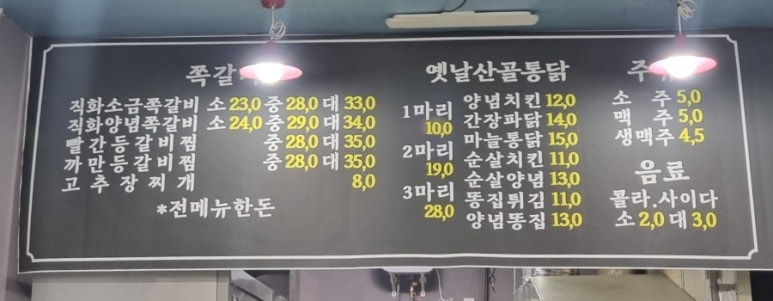 쪽갈
직화소금쪽갈비 소 23,0 중 28,0 대 33,0
직화양념쪽갈비 소 24,0 중 29,0 대 34,0
빨간등갈비찜 중 28,0 대 35,0
까만등갈비찜 중 28,0 대 35,0
고추장찌개 8,0
*전메뉴한돈
옛날산골통닭
1마리
10,0
2마리
19,0
3마리
28,0
양념치킨 12,0
간장파닭 14,0
마늘통닭 15,0
순살치킨 11,0
순살양념 13,0
똥집튀김 11,0
양념똥집 13,0
주
소주 5,0
맥주 5,0
생맥주 4,5
음료
콜라.사이다
소 2,0 대 3,0